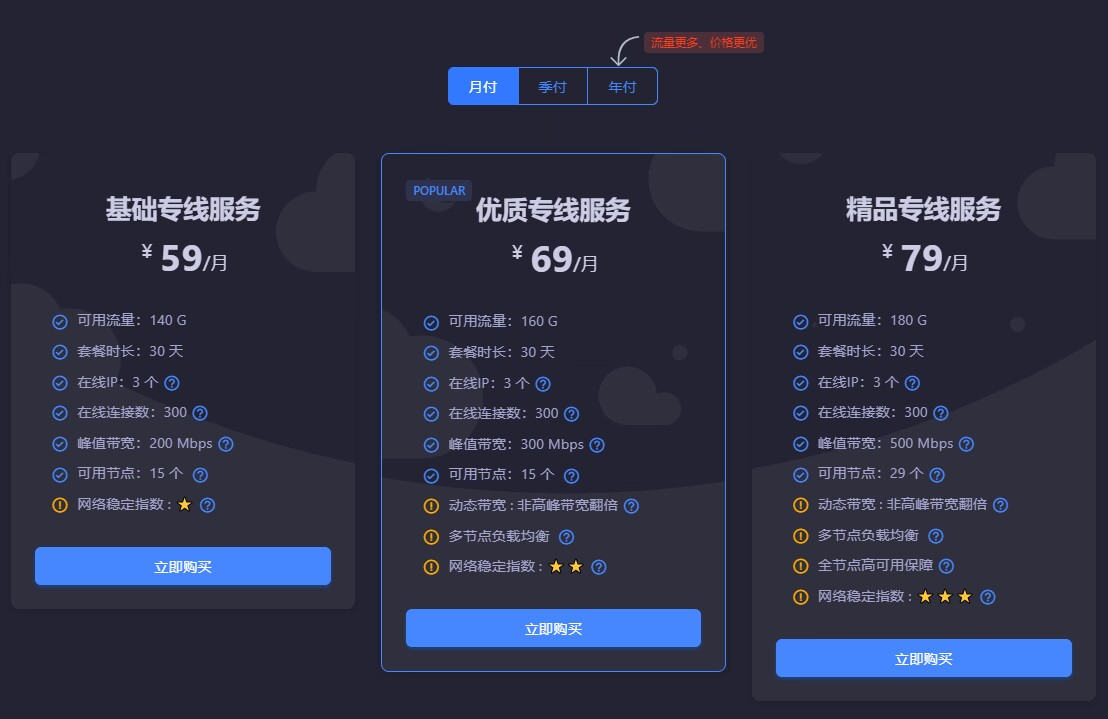 流量更多、价格更优
月付 季付 年付
基础专线服务
¥ 59/月
可用流量：140 G
套餐时长：30 天
在线IP：3 个
在线连接数：300
峰值带宽：200 Mbps
可用节点：15 个
网络稳定指数 :
立即购买
POPULAR
优质专线服务
¥ 69/月
可用流量：160 G
套餐时长：30 天
在线IP：3 个
在线连接数：300
峰值带宽：300 Mbps
可用节点：15 个
动态带宽 : 非高峰带宽翻倍
多节点负载均衡
网络稳定指数 :
立即购买
精品专线服务
¥ 79/月
可用流量：180 G
套餐时长：30 天
在线IP：3 个
在线连接数：300
峰值带宽：500 Mbps
可用节点：29 个
动态带宽 : 非高峰带宽翻倍
多节点负载均衡
全节点高可用保障
网络稳定指数 :
立即购买